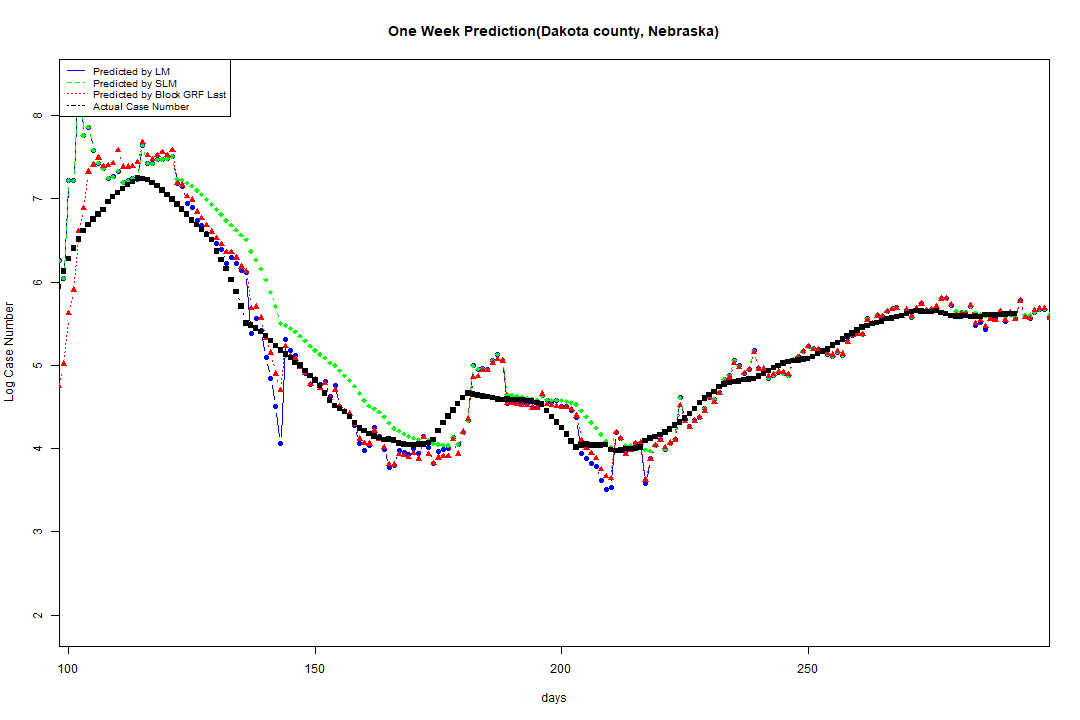 One Week Prediction(Dakota county, Nebraska)
Predicted by LM
Predicted by SLM
Predicted by Block GRF Last
Actual Case Number
8
7
6
5
4
3
2
Log Case Number
100 150 200 250
days